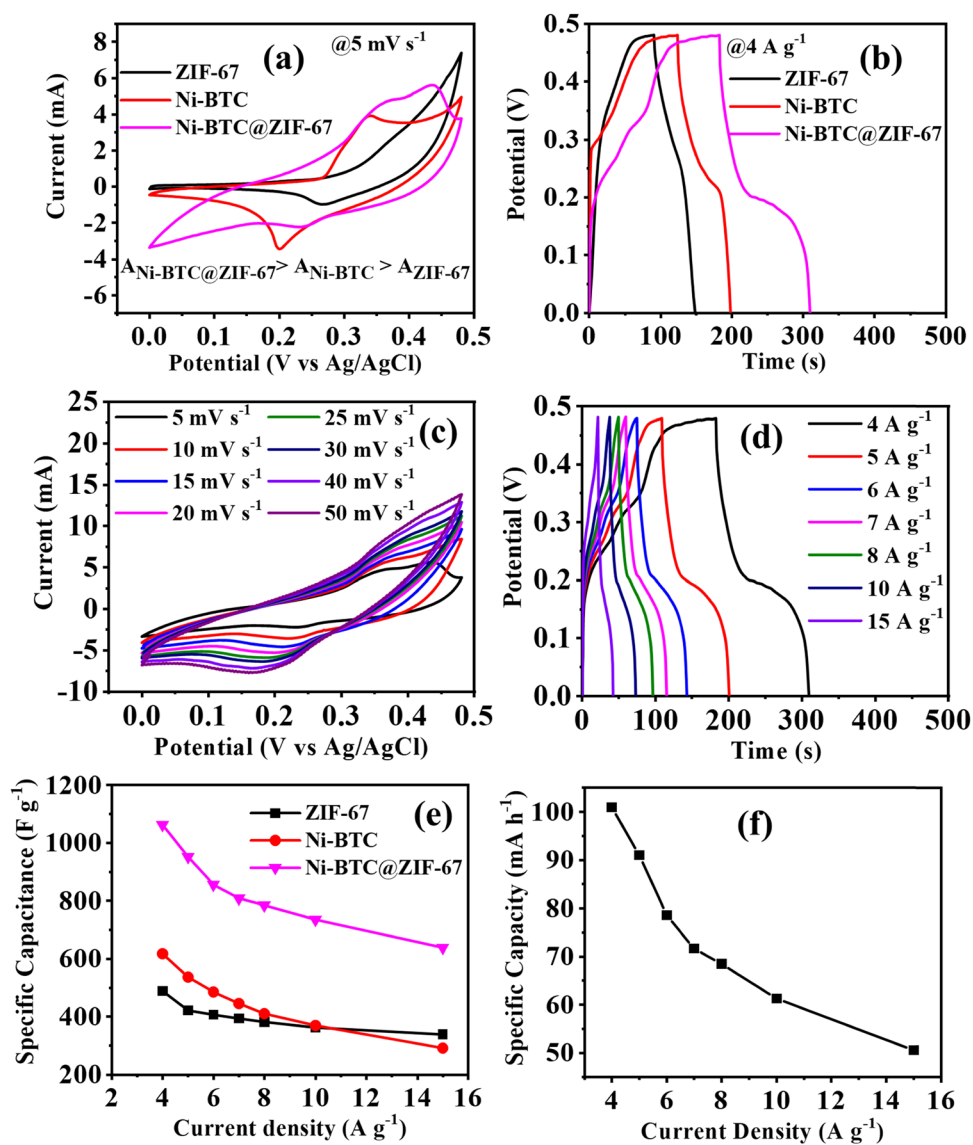 (a)
@5 mV s-1
ZIF-67
Ni-BTC
Ni-BTC@ZIF-67
ANi-BTC@ZIF-67> ANi-BTC > AZIF-67
8
6
4
2
0
-2
-4
-6
Current (mA)
0.0 0.1 0.2 0.3 0.4 0.5
Potential (V vs Ag/AgCl)
(b)
@4 A g-1
ZIF-67
Ni-BTC
Ni-BTC@ZIF-67
0.5
0.4
0.3
0.2
0.1
0.0
Potential (V)
0 100 200 300 400 500
Time (s)
(c)
5 mV s-1 25 mV s-1
10 mV s-1 30 mV s-1
15 mV s-1 40 mV s-1
20 mV s-1 50 mV s-1
25
20
15
10
5
0
-5
-10
Current (mA)
0.0 0.1 0.2 0.3 0.4 0.5
Potential (V vs Ag/AgCl)
(d)
4 A g-1
5 A g-1
6 A g-1
7 A g-1
8 A g-1
10 A g-1
15 A g-1
0.5
0.4
0.3
0.2
0.1
0.0
Potential (V)
0 100 200 300 400 500
Time (s)
(e)
ZIF-67
Ni-BTC
Ni-BTC@ZIF-67
1200
1000
800
600
400
200
Specific Capacitance (F g-1)
2 4 6 8 10 12 14 16
Current density (A g-1)
(f)
100
90
80
70
60
50
Specific Capacity (mA h-1)
4 6 8 10 12 14 16
Current Density (A g-1)